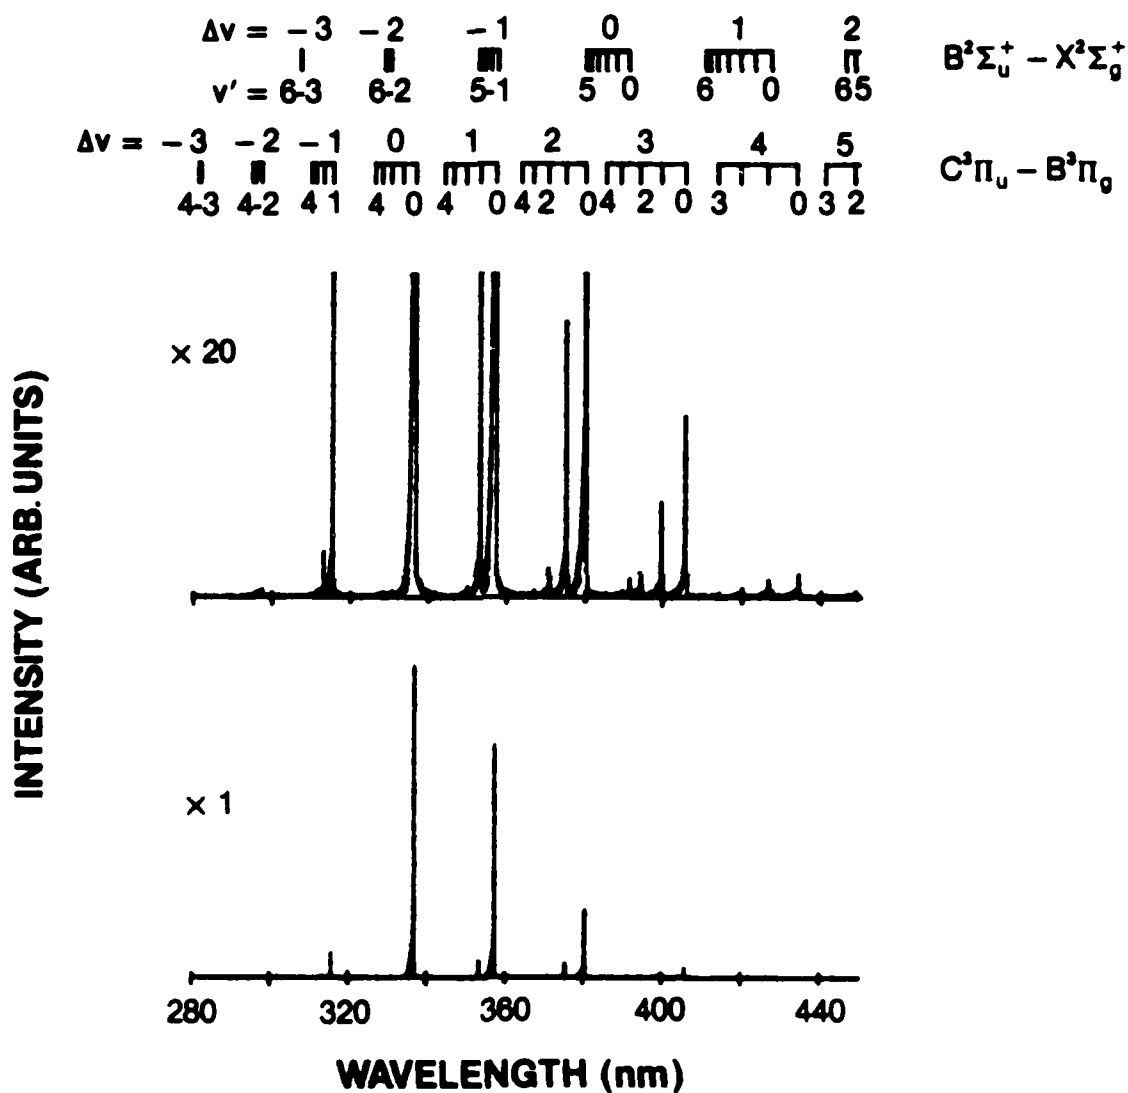 Δv = − 3 − 2 − 1 0 1 2
B²Σᵤ⁺ − X²Σg⁺
v' = 6-3 6-2 5-1 5 0 6 0 65
Δv = − 3 − 2 − 1 0 1 2 3 4 5
C³Πᵤ − B³Πg
4-3 4-2 4 1 4 0 4 0 4 2 0 4 2 0 3 0 3 2
× 20
INTENSITY (ARB. UNITS)
× 1
280 320 360 400 440
WAVELENGTH (nm)